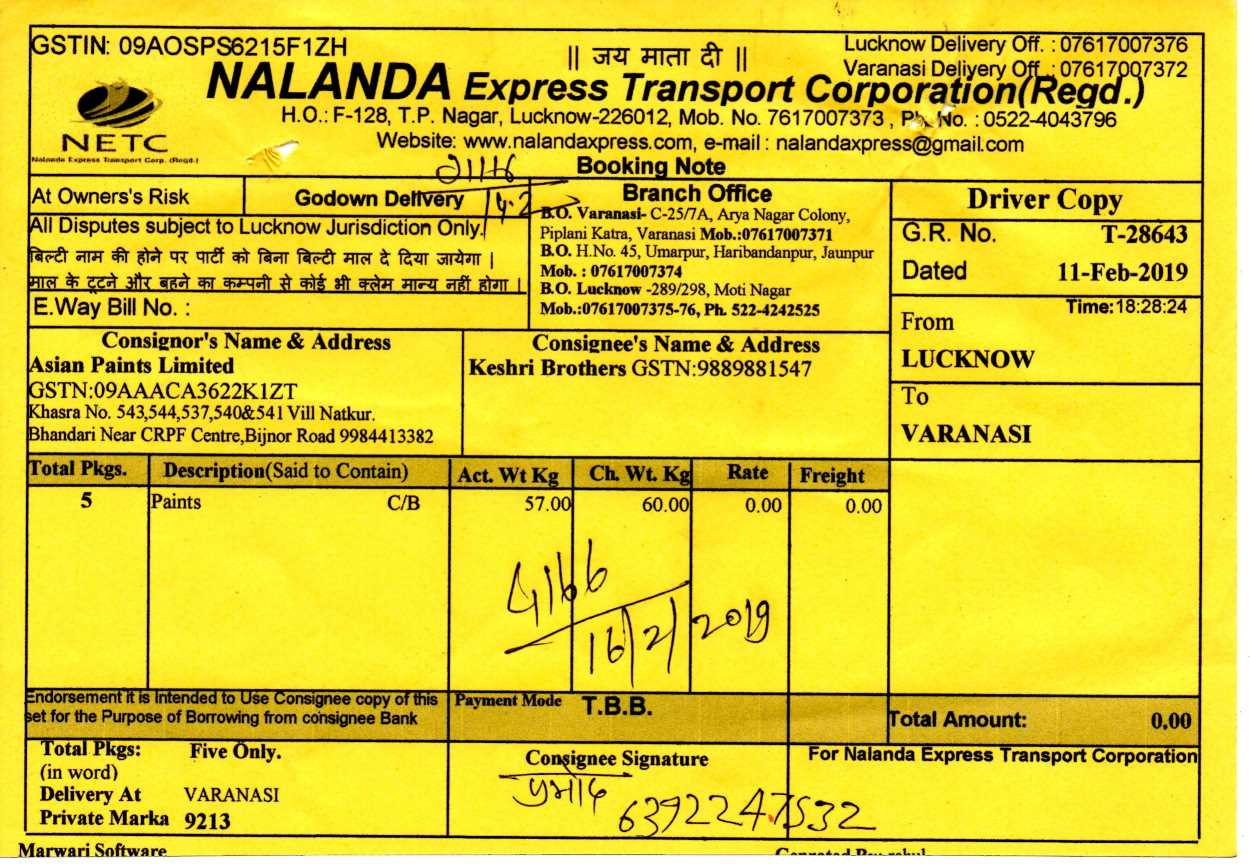 GSTIN: 09AOSPS6215F1ZH
|| जय माता दी ||
Lucknow Delivery Off. : 07617007376
Varanasi Delivery Off. : 07617007372
NALANDA Express Transport Corporation(Regd.)
H.O.: F-128, T.P. Nagar, Lucknow-226012, Mob. No. 7617007373 , Ph. No. : 0522-4043796
NETC
Website: www.nalandaxpress.com, e-mail : nalandaxpress@gmail.com
Nalanda Express Transport Corp. (Regd.)
Booking Note
At Owners's Risk
Godown Delivery
All Disputes subject to Lucknow Jurisdiction Only.
बिल्टी नाम की होने पर पार्टी को बिना बिल्टी माल दे दिया जायेगा |
माल के टूटने और बहने का कम्पनी से कोई भी क्लेम मान्य नहीं होगा |
E.Way Bill No. :
Branch Office
B.O. Varanasi- C-25/7A, Arya Nagar Colony,
Piplani Katra, Varanasi Mob.:07617007371
B.O. H.No. 45, Umarpur, Haribandanpur, Jaunpur
Mob. : 07617007374
B.O. Lucknow -289/298, Moti Nagar
Mob.:07617007375-76, Ph. 522-4242525
Driver Copy
G.R. No. T-28643
Dated 11-Feb-2019
Time:18:28:24
From
LUCKNOW
To
VARANASI
Consignor's Name & Address
Asian Paints Limited
GSTN:09AAACA3622K1ZT
Khasra No. 543,544,537,540&541 Vill Natkur.
Bhandari Near CRPF Centre,Bijnor Road 9984413382
Consignee's Name & Address
Keshri Brothers GSTN:9889881547
Total Pkgs. Description(Said to Contain) Act. Wt Kg Ch. Wt. Kg Rate Freight
5 Paints C/B 57.00 60.00 0.00 0.00
16/2/2019
Endorsement it is Intended to Use Consignee copy of this
set for the Purpose of Borrowing from consignee Bank
Payment Mode T.B.B.
Total Amount: 0.00
Total Pkgs: Five Only.
(in word)
Delivery At VARANASI
Private Marka 9213
Consignee Signature
प्रमोद
6392247532
For Nalanda Express Transport Corporation
Marwari Software